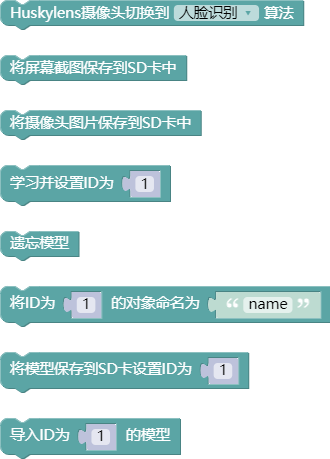 Huskylens摄像头切换到 人脸识别 算法
将屏幕截图保存到SD卡中
将摄像头图片保存到SD卡中
学习并设置ID为 1
遗忘模型
将ID为 1 的对象命名为 “ name ”
将模型保存到SD卡设置ID为 1
导入ID为 1 的模型